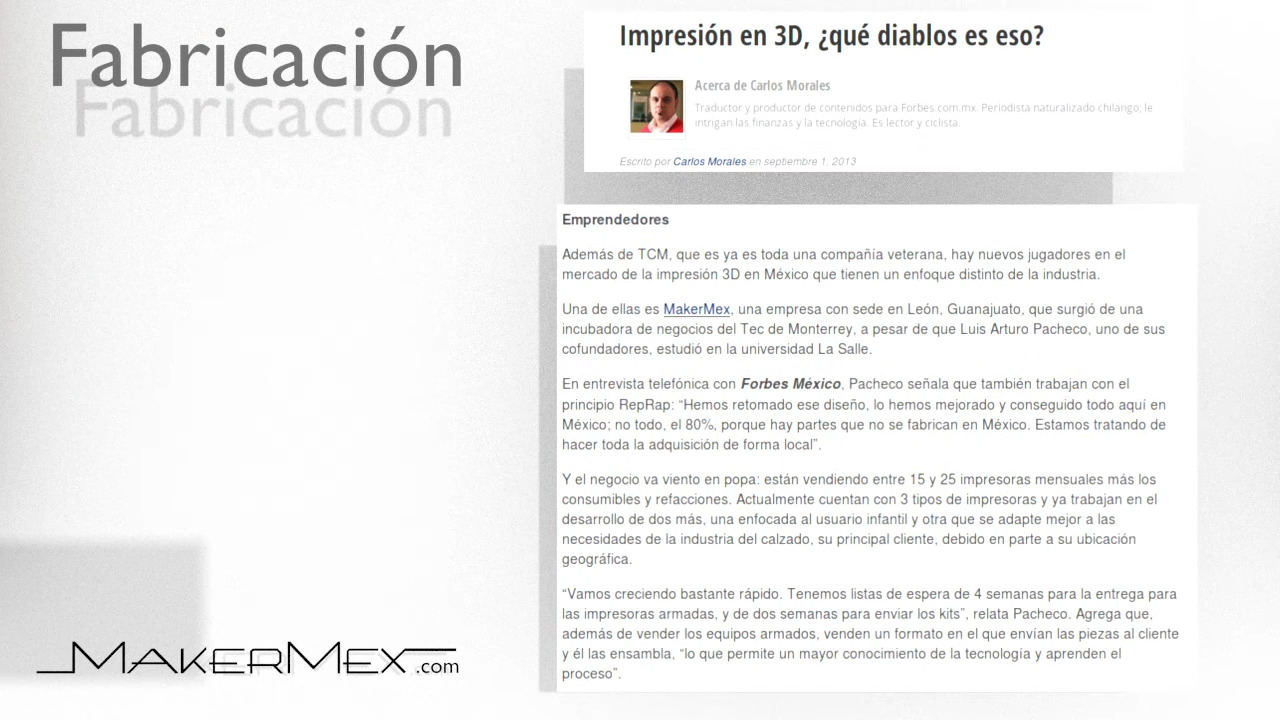 Fabricación
Fabricación
Impresión en 3D, ¿qué diablos es eso?
Acerca de Carlos Morales
Traductor y productor de contenidos para Forbes.com.mx. Periodista naturalizado chilango; le
intrigan las finanzas y la tecnología. Es lector y ciclista.
Escrito por Carlos Morales en septiembre 1, 2013
Emprendedores
Además de TCM, que es ya es toda una compañía veterana, hay nuevos jugadores en el
mercado de la impresión 3D en México que tienen un enfoque distinto de la industria.
Una de ellas es MakerMex, una empresa con sede en León, Guanajuato, que surgió de una
incubadora de negocios del Tec de Monterrey, a pesar de que Luis Arturo Pacheco, uno de sus
cofundadores, estudió en la universidad La Salle.
En entrevista telefónica con Forbes México, Pacheco señala que también trabajan con el
principio RepRap: “Hemos retomado ese diseño, lo hemos mejorado y conseguido todo aquí en
México; no todo, el 80%, porque hay partes que no se fabrican en México. Estamos tratando de
hacer toda la adquisición de forma local”.
Y el negocio va viento en popa: están vendiendo entre 15 y 25 impresoras mensuales más los
consumibles y refacciones. Actualmente cuentan con 3 tipos de impresoras y ya trabajan en el
desarrollo de dos más, una enfocada al usuario infantil y otra que se adapte mejor a las
necesidades de la industria del calzado, su principal cliente, debido en parte a su ubicación
geográfica.
“Vamos creciendo bastante rápido. Tenemos listas de espera de 4 semanas para la entrega para
las impresoras armadas, y de dos semanas para enviar los kits”, relata Pacheco. Agrega que,
además de vender los equipos armados, venden un formato en el que envían las piezas al cliente
y él las ensambla, “lo que permite un mayor conocimiento de la tecnología y aprenden el
proceso”.
MAKERMEX.com